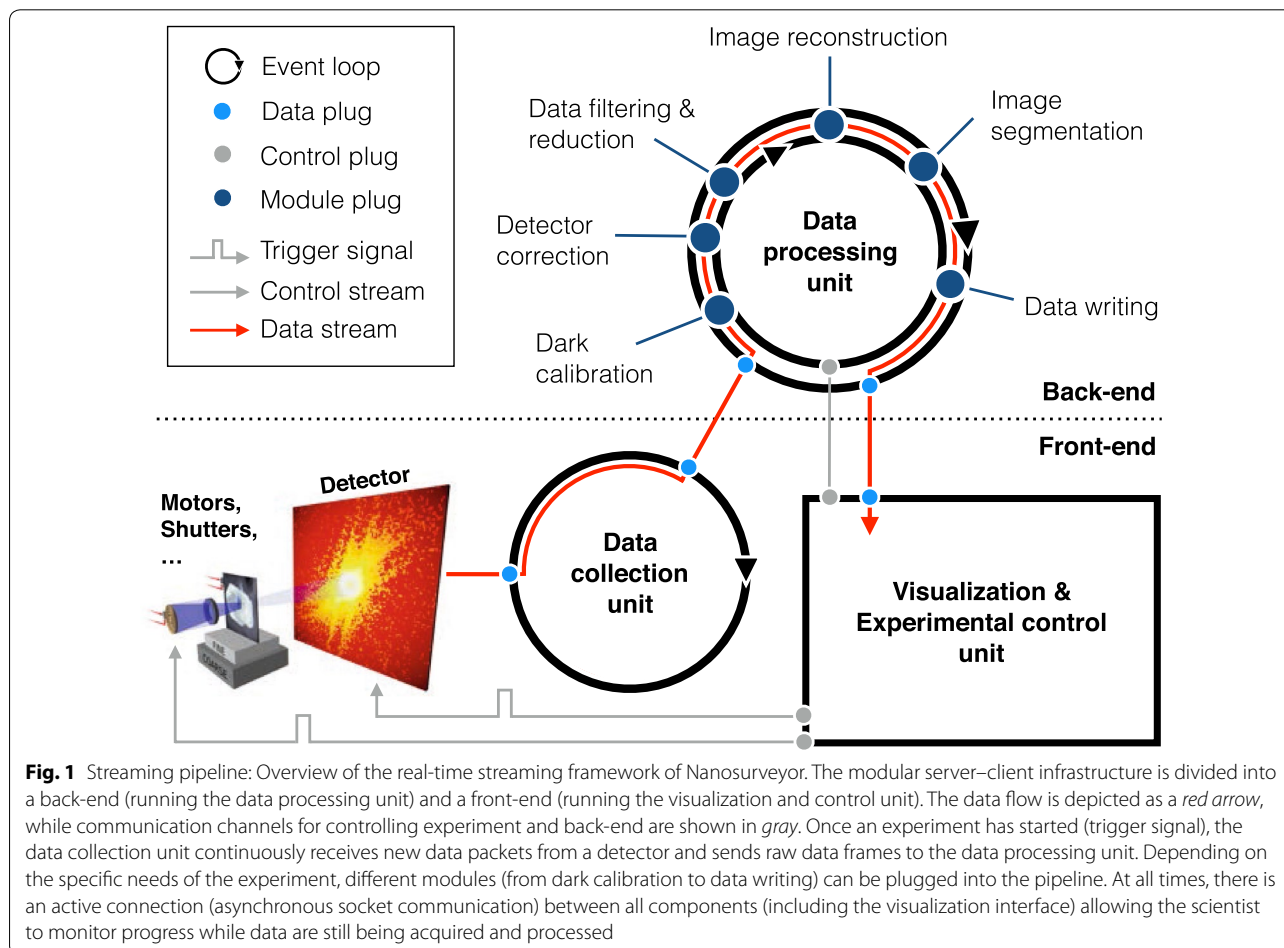 Event loop
Data plug
Control plug
Module plug
Trigger signal
Control stream
Data stream
Image reconstruction
Data filtering &
reduction
Image
segmentation
Detector
correction
Data
processing
unit
Data writing
Dark
calibration
Back-end
Front-end
Motors,
Shutters,
...
Detector
FINE
COARSE
Data
collection
unit
Visualization &
Experimental control
unit
Fig. 1 Streaming pipeline: Overview of the real-time streaming framework of Nanosurveyor. The modular server–client infrastructure is divided into
a back-end (running the data processing unit) and a front-end (running the visualization and control unit). The data flow is depicted as a red arrow,
while communication channels for controlling experiment and back-end are shown in gray. Once an experiment has started (trigger signal), the
data collection unit continuously receives new data packets from a detector and sends raw data frames to the data processing unit. Depending on
the specific needs of the experiment, different modules (from dark calibration to data writing) can be plugged into the pipeline. At all times, there is
an active connection (asynchronous socket communication) between all components (including the visualization interface) allowing the scientist
to monitor progress while data are still being acquired and processed